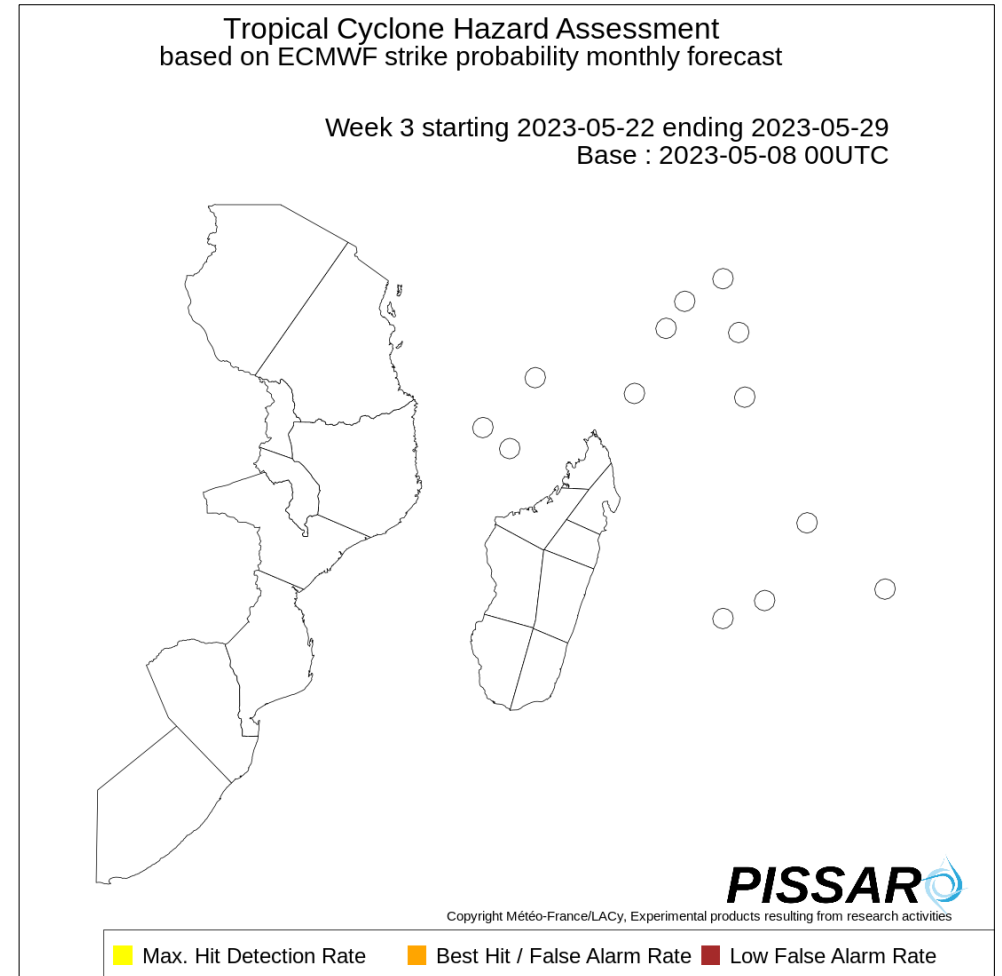 Tropical Cyclone Hazard Assessment
based on ECMWF strike probability monthly forecast
Week 3 starting 2023-05-22 ending 2023-05-29
Base : 2023-05-08 00UTC
PISSARO
Copyright Météo-France/LACy, Experimental products resulting from research activities
Max. Hit Detection Rate Best Hit / False Alarm Rate Low False Alarm Rate